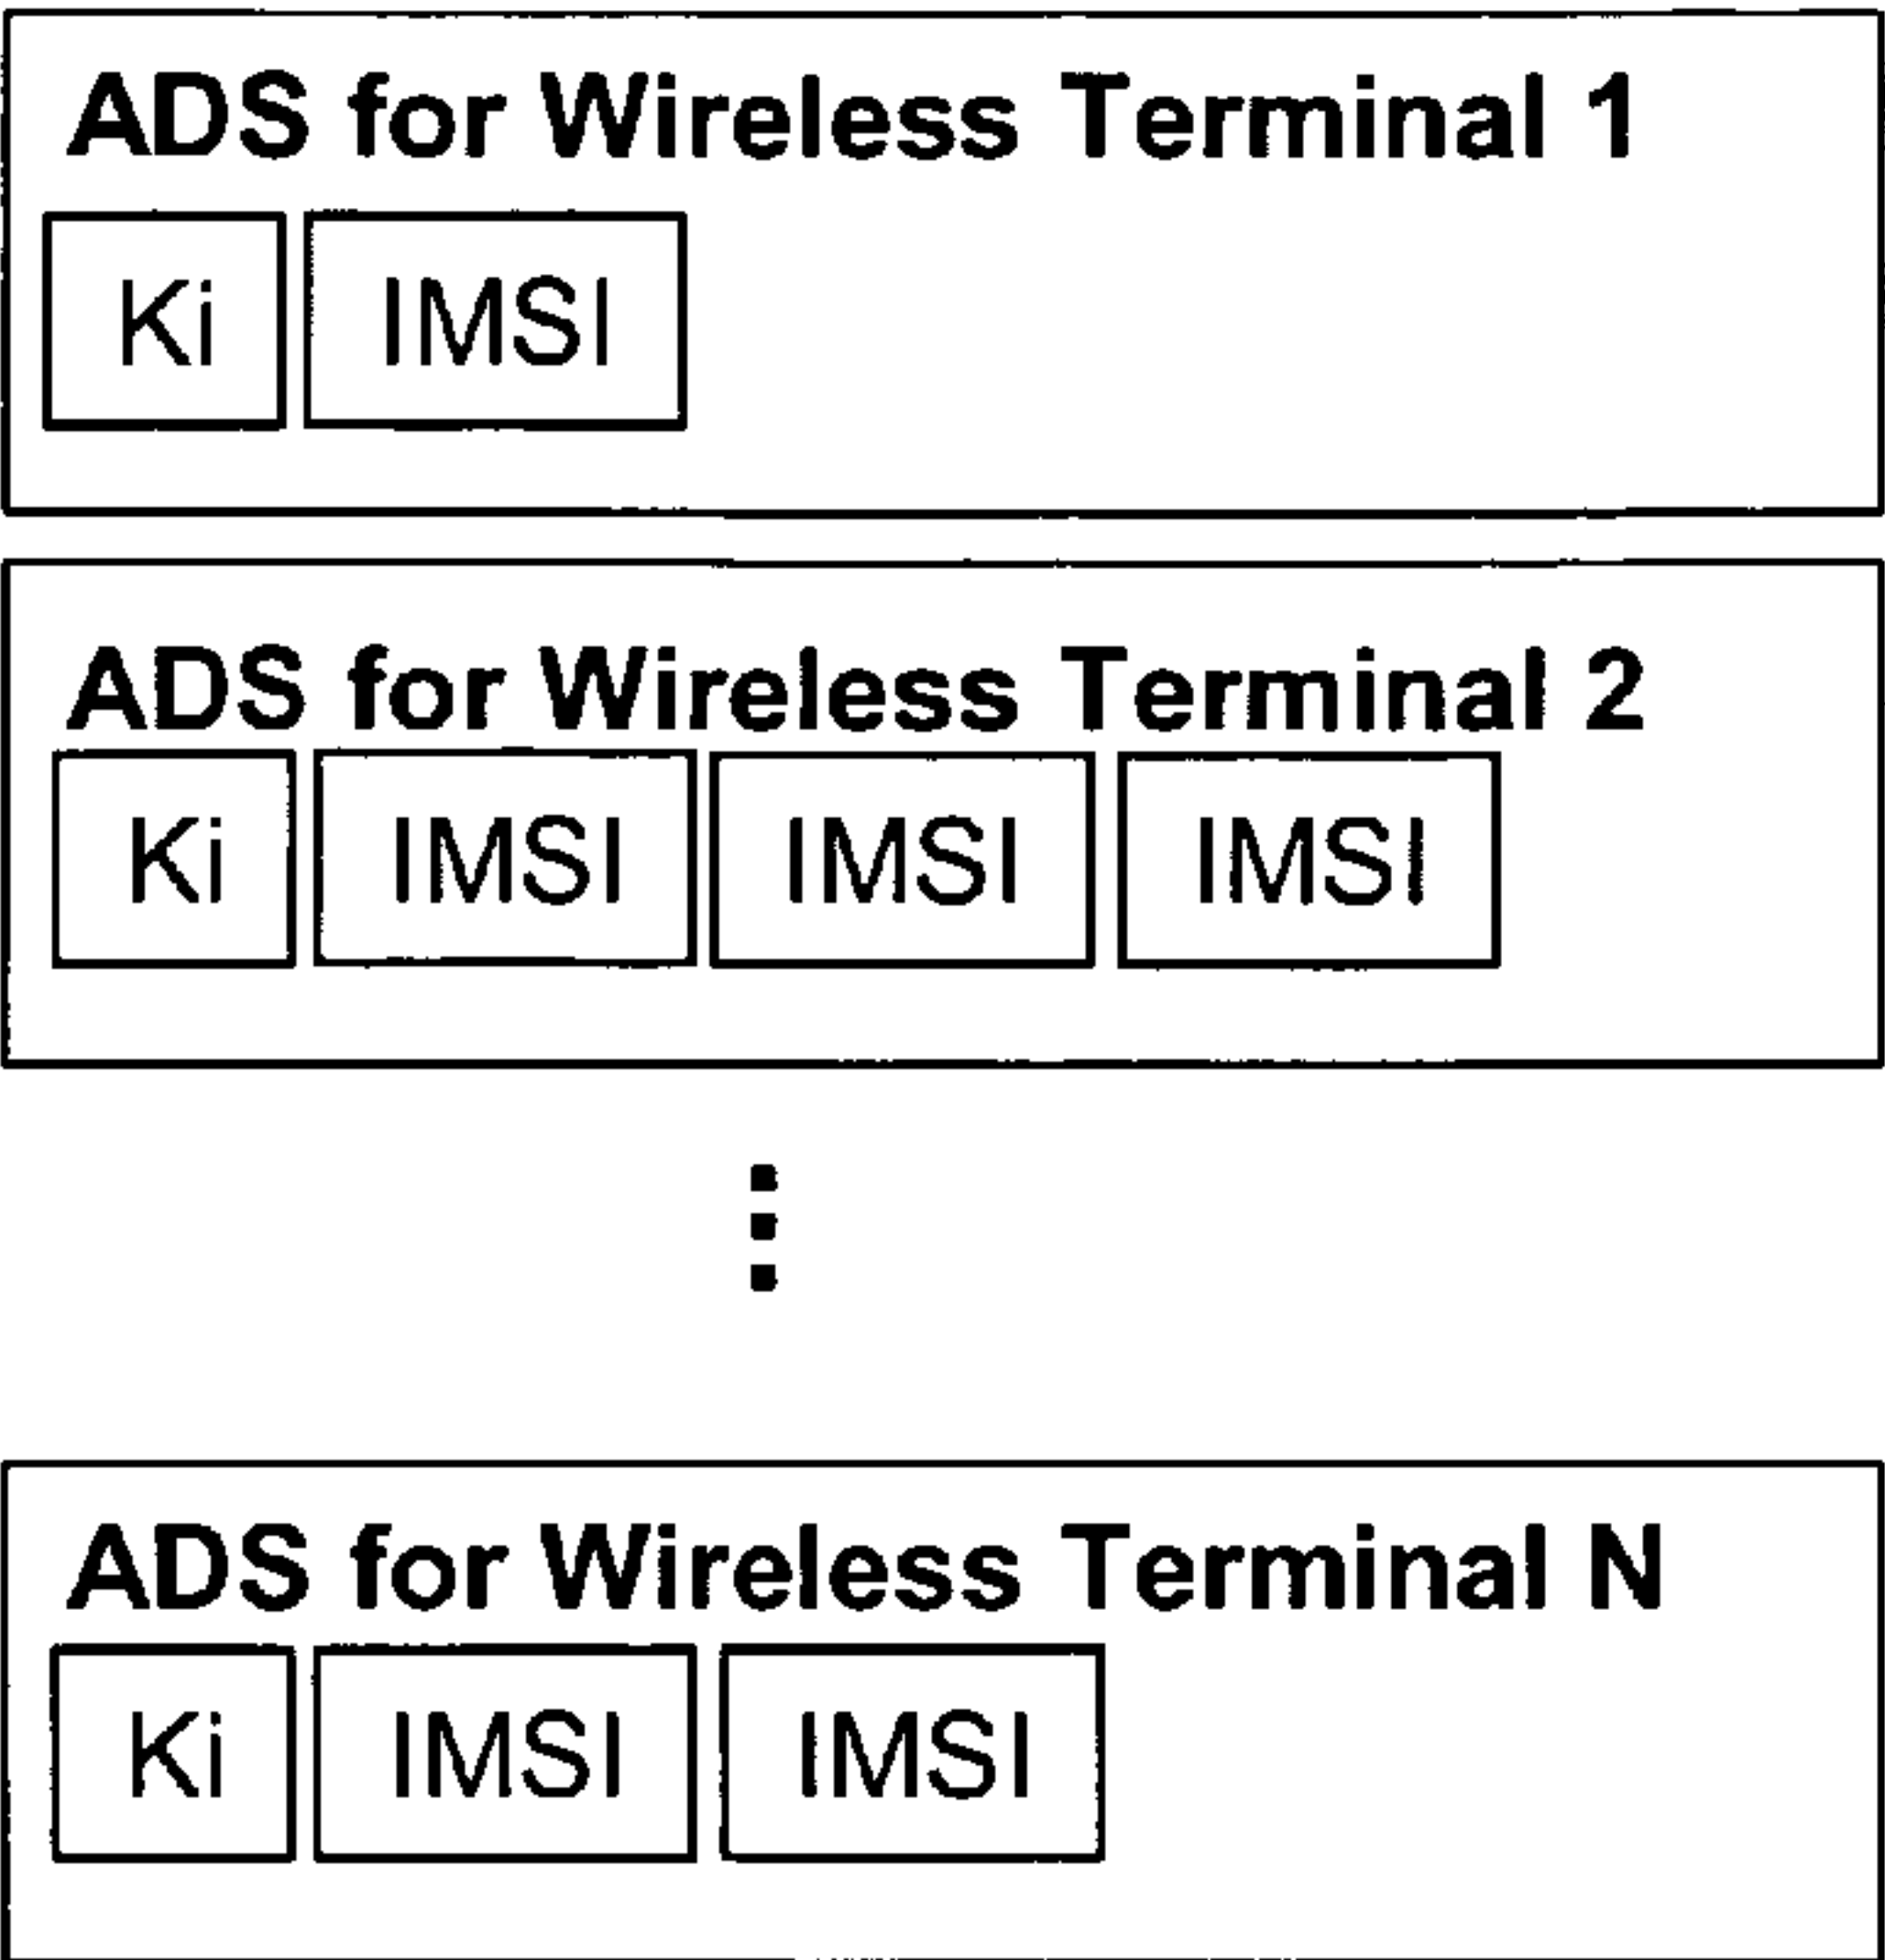 ADS for Wireless Terminal 1
Ki IMSI
ADS for Wireless Terminal 2
Ki IMSI IMSI IMSI
ADS for Wireless Terminal N
Ki IMSI IMSI